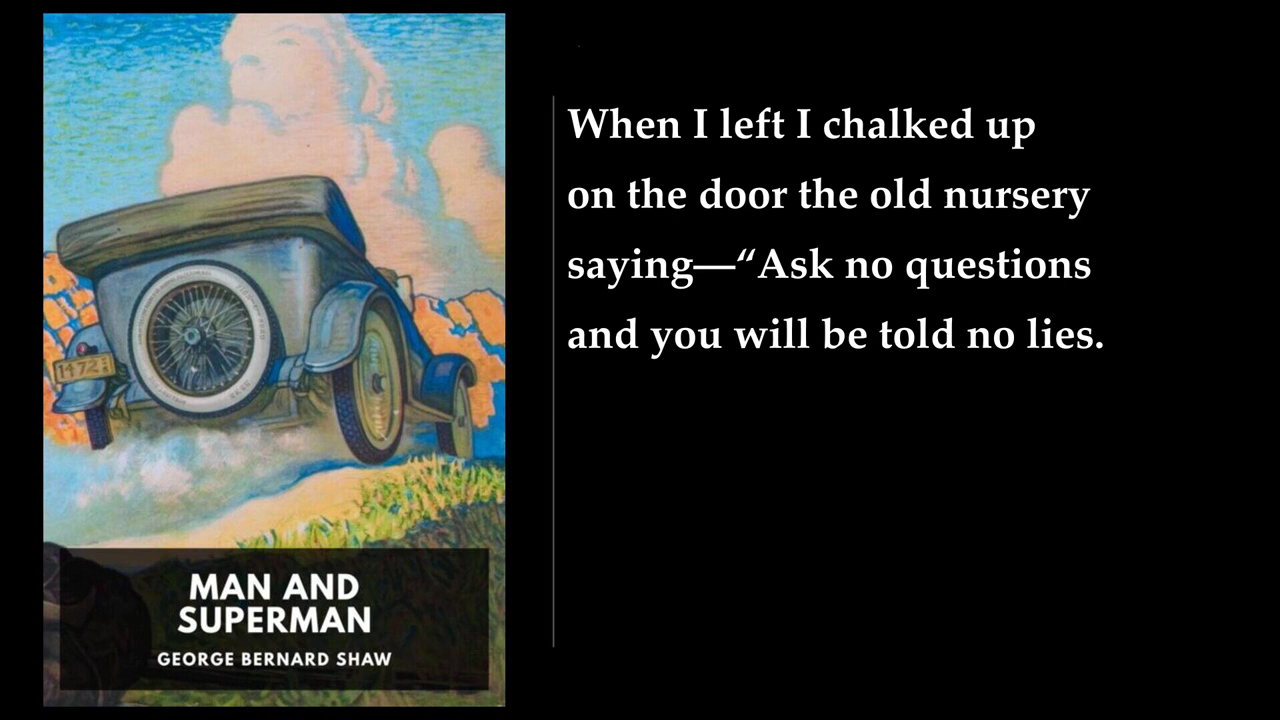 When I left I chalked up
on the door the old nursery
saying—“Ask no questions
and you will be told no lies.
1472
MAN AND
SUPERMAN
GEORGE BERNARD SHAW